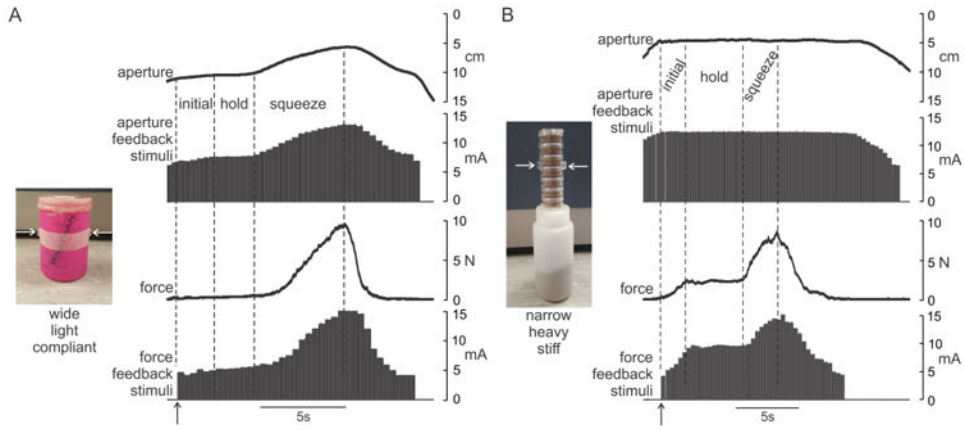 A
aperture
initial
hold
squeeze
0
5
cm
10
15
aperture
feedback
stimuli
15
10
mA
5
0
10
5 N
0
force
wide
light
compliant
force
feedback
stimuli
15
10
mA
5
0
5s
B
aperture
initial
hold
squeeze
0
5
cm
10
15
aperture
feedback
stimuli
15
10
mA
5
0
10
5 N
0
force
narrow
heavy
stiff
force
feedback
stimuli
15
10
mA
5
0
5s